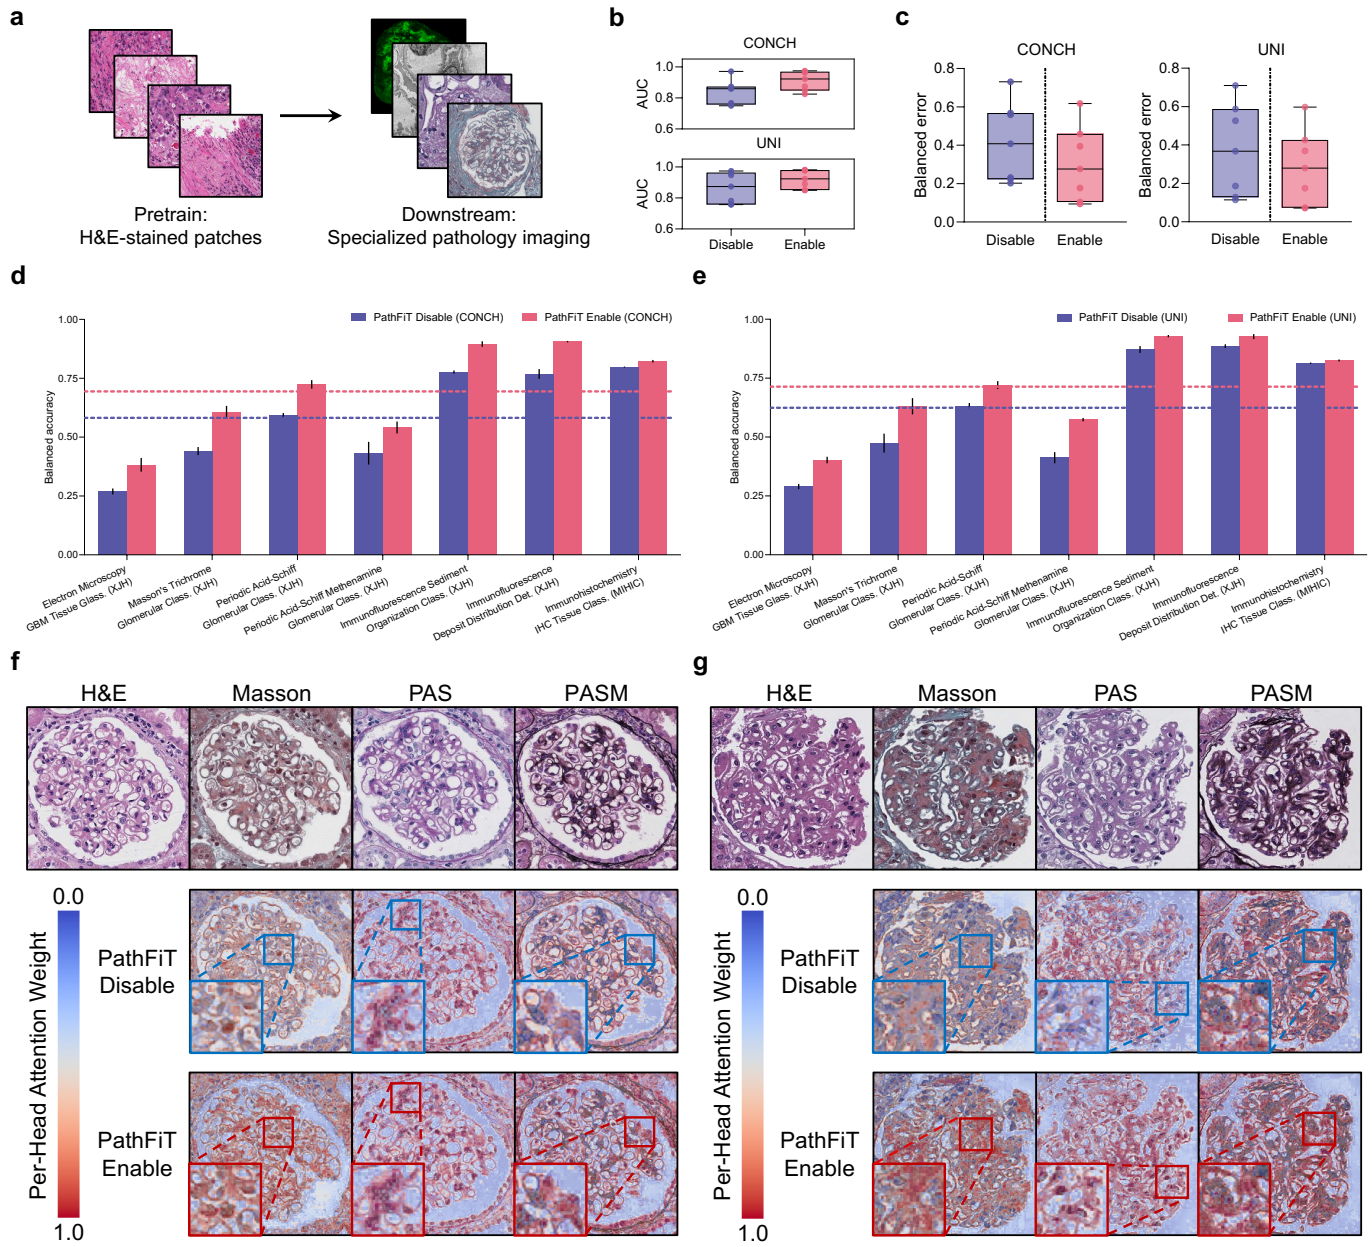 a
Pretrain:
H&E-stained patches
Downstream:
Specialized pathology imaging
b
CONCH
AUC
1.0
0.8
0.6
UNI
AUC
1.0
0.8
0.6
Disable
Enable
c
CONCH
Balanced error
0.8
0.6
0.4
0.2
0.0
Disable
Enable
UNI
Balanced error
0.8
0.6
0.4
0.2
0.0
Disable
Enable
d
PathFiT Disable (CONCH)
PathFiT Enable (CONCH)
Balanced accuracy
1.00
0.75
0.50
0.25
0.00
Electron Microscopy
GBM Tissue Glass. (XJH)
Masson's Trichrome
Glomerular Class. (XJH)
Periodic Acid-Schiff
Glomerular Class. (XJH)
Periodic Acid-Schiff Methenamine
Glomerular Class. (XJH)
Immunofluorescence Sediment
Organization Class. (XJH)
Immunofluorescence
Deposit Distribution Det. (XJH)
Immunohistochemistry
IHC Tissue Class. (MIHIC)
e
PathFiT Disable (UNI)
PathFiT Enable (UNI)
Balanced accuracy
1.00
0.75
0.50
0.25
0.00
Electron Microscopy
GBM Tissue Glass. (XJH)
Masson's Trichrome
Glomerular Class. (XJH)
Periodic Acid-Schiff
Glomerular Class. (XJH)
Periodic Acid-Schiff Methenamine
Glomerular Class. (XJH)
Immunofluorescence Sediment
Organization Class. (XJH)
Immunofluorescence
Deposit Distribution Det. (XJH)
Immunohistochemistry
IHC Tissue Class. (MIHIC)
f
H&E
Masson
PAS
PASM
Per-Head Attention Weight
0.0
1.0
PathFiT
Disable
PathFiT
Enable
g
H&E
Masson
PAS
PASM
Per-Head Attention Weight
0.0
1.0
PathFiT
Disable
PathFiT
Enable